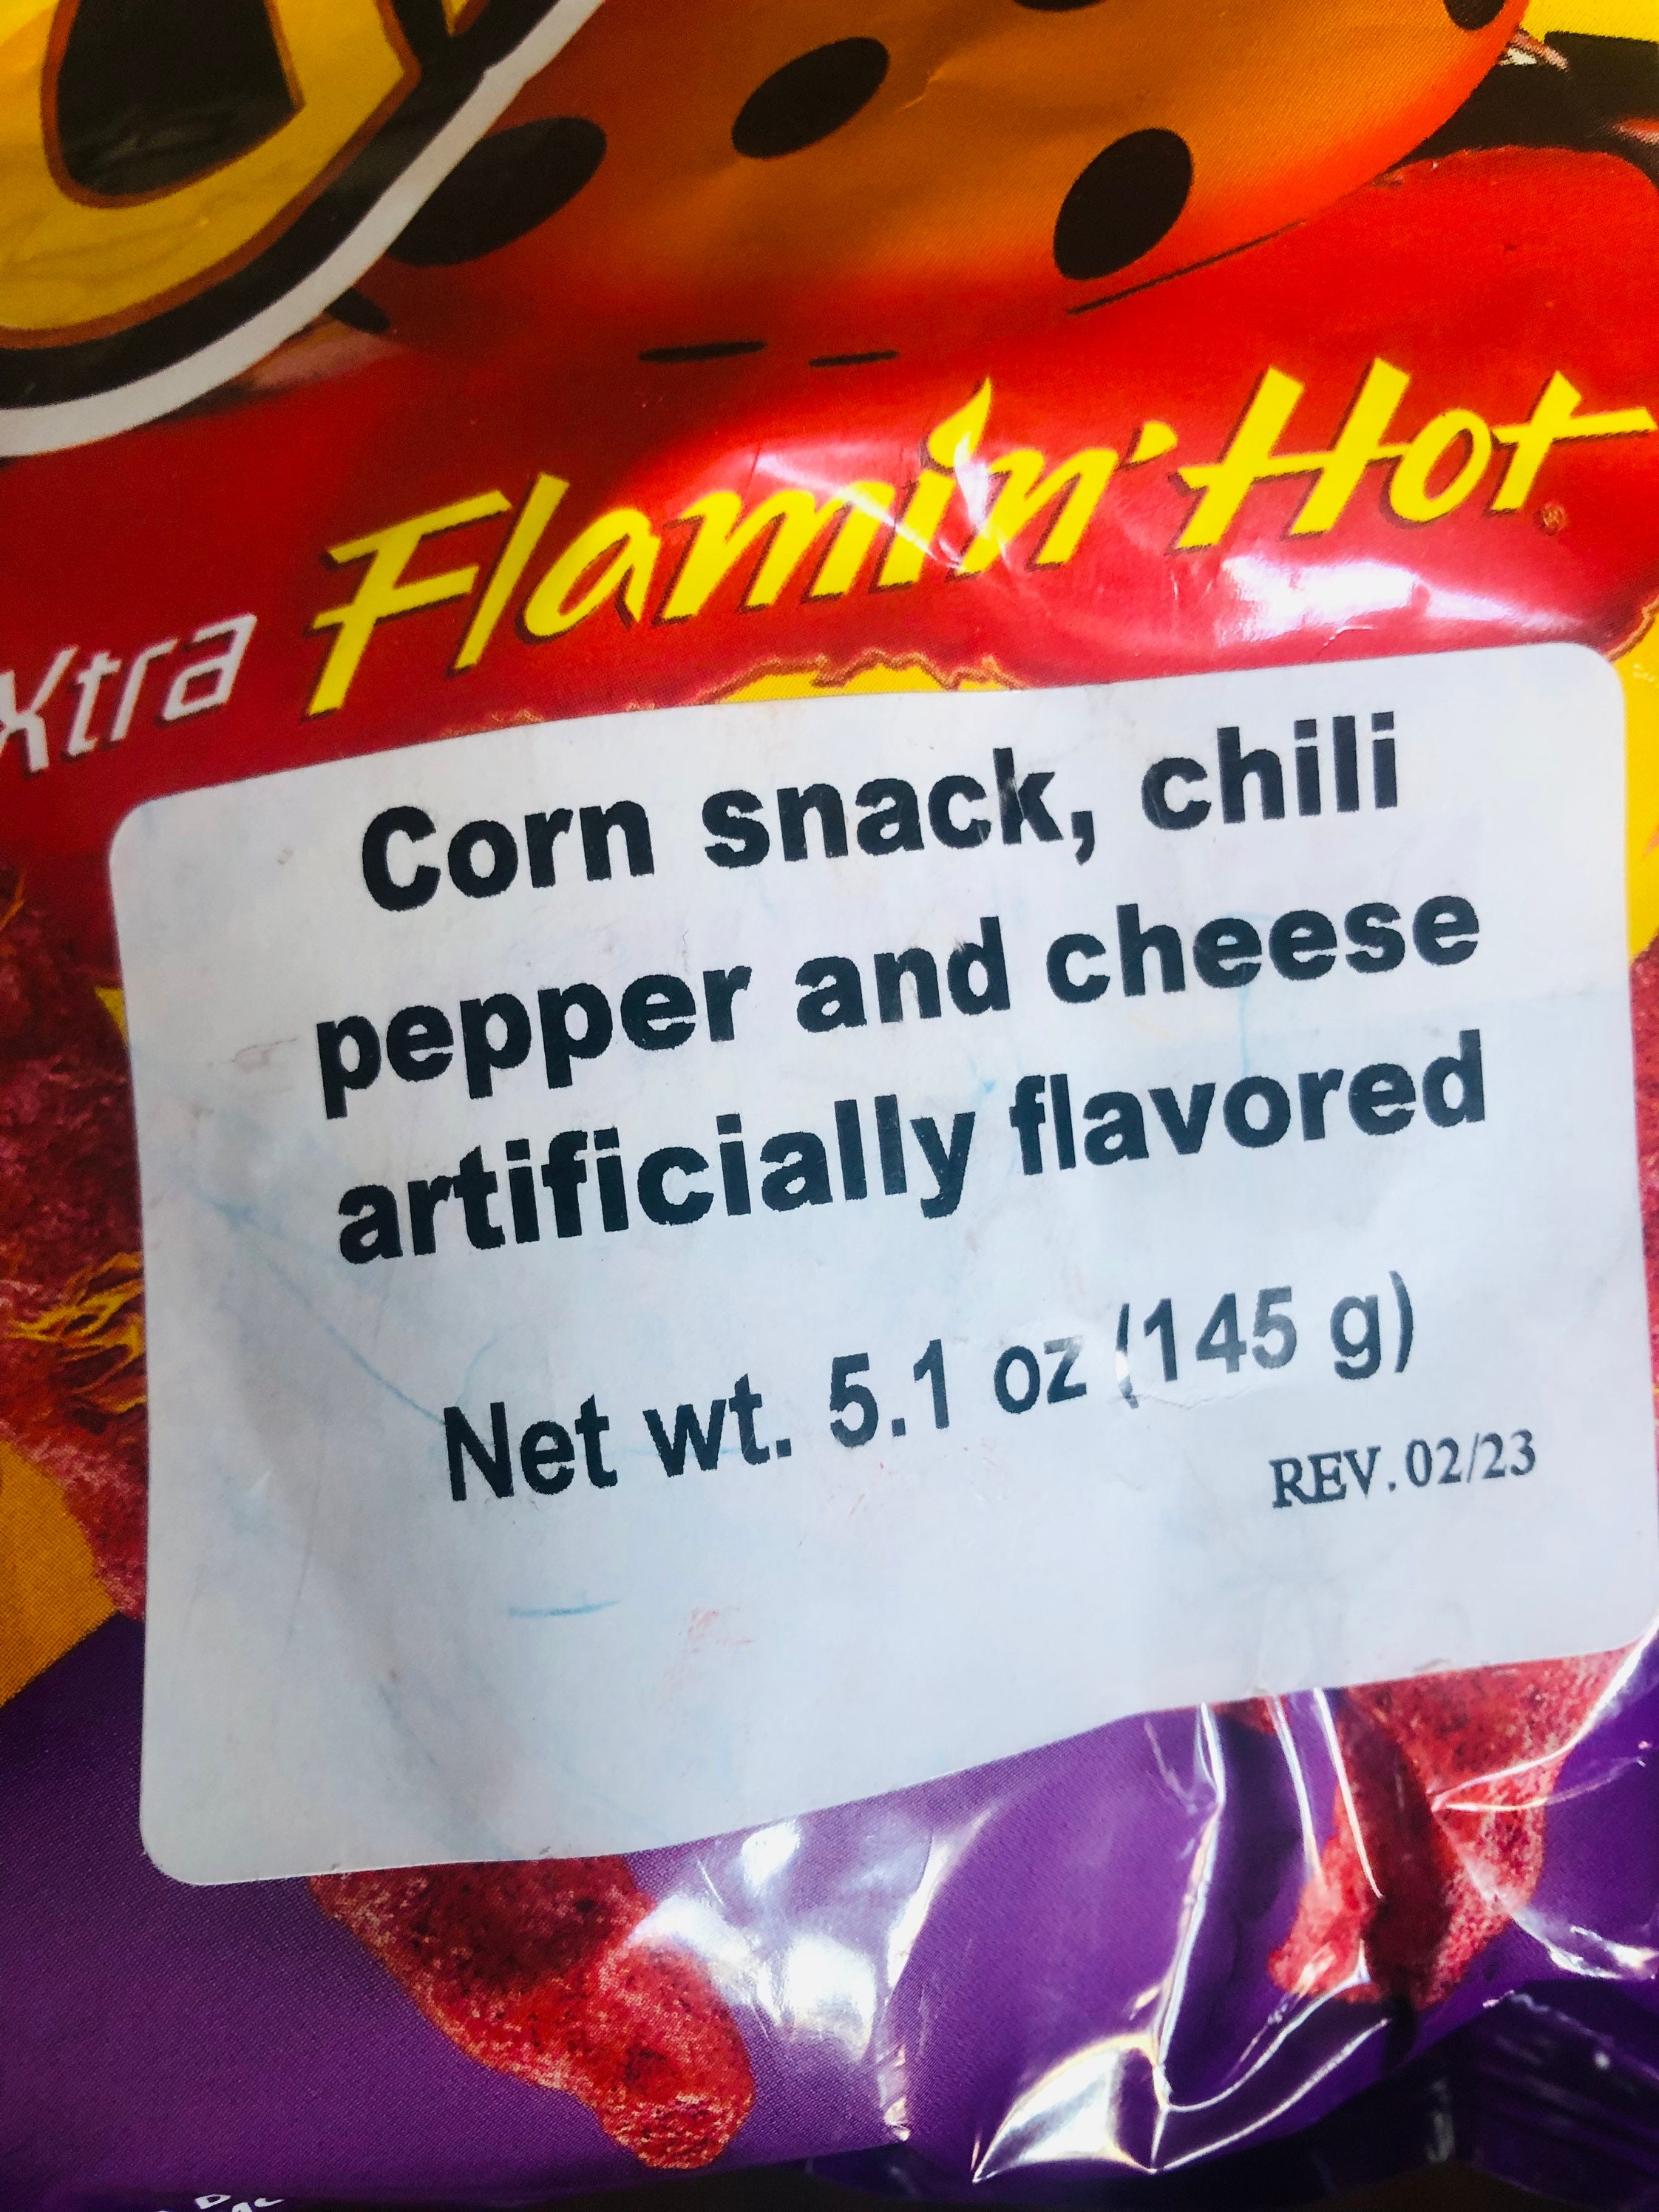 xtra Flamin' Hot®
Corn snack, chili
pepper and cheese
artificially flavored
Net wt. 5.1 oz (145 g)
REV. 02/23